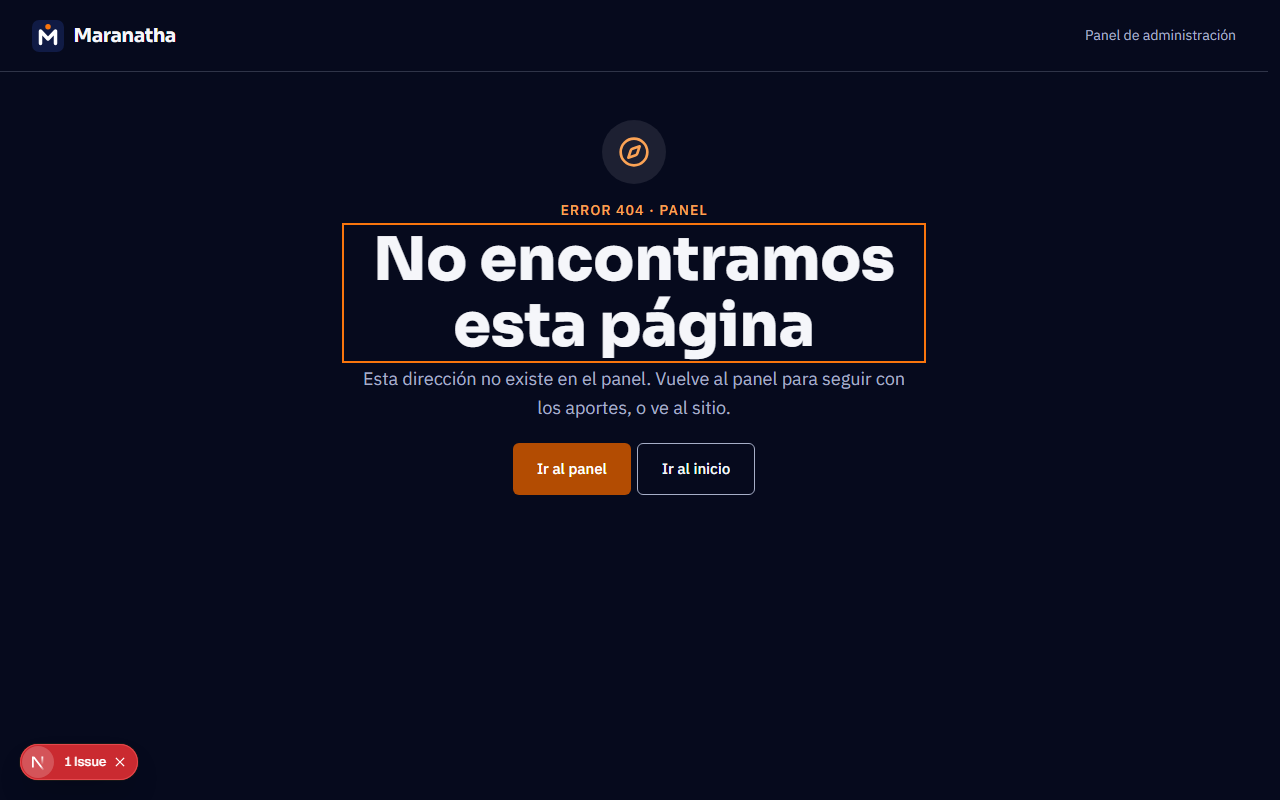 Maranatha
Panel de administración
ERROR 404 · PANEL
No encontramos
esta página
Esta dirección no existe en el panel. Vuelve al panel para seguir con
los aportes, o ve al sitio.
Ir al panel
Ir al inicio
1 Issue